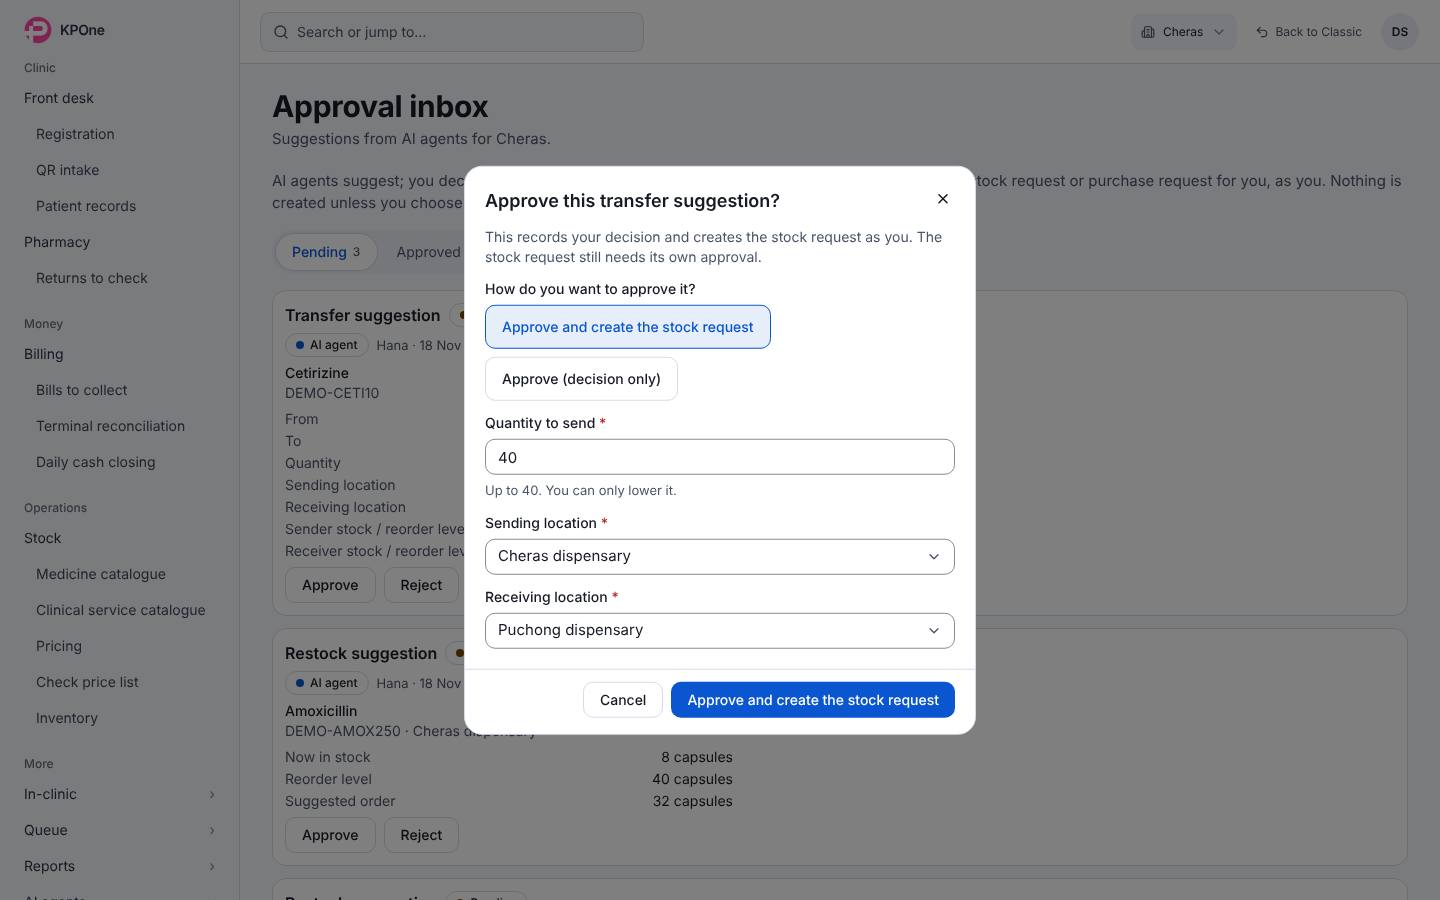 KPOne
Search or jump to...
Cheras
Back to Classic
DS
Clinic
Front desk
Registration
QR intake
Patient records
Pharmacy
Returns to check
Money
Billing
Bills to collect
Terminal reconciliation
Daily cash closing
Operations
Stock
Medicine catalogue
Clinical service catalogue
Pricing
Check price list
Inventory
More
In-clinic
Queue
Reports
AI agents
Approval inbox
Suggestions from AI agents for Cheras.
AI agents suggest; you
tock request or purchase request for you, as you. Nothing is
created unless you choose
Pending 3
Approved
Transfer suggestion
AI agent
Hana · 18 Nov
Cetirizine
DEMO-CETI10
From
To
Quantity
Sending location
Receiving location
Sender stock / reorder leve
Receiver stock / reorder lev
Approve
Reject
Restock suggestion
AI agent
Hana · 18 Nov
Amoxicillin
DEMO-AMOX250 · Cheras dispensary
Now in stock 8 capsules
Reorder level 40 capsules
Suggested order 32 capsules
Approve
Reject
Approve this transfer suggestion?
This records your decision and creates the stock request as you. The
stock request still needs its own approval.
How do you want to approve it?
Approve and create the stock request
Approve (decision only)
Quantity to send *
40
Up to 40. You can only lower it.
Sending location *
Cheras dispensary
Receiving location *
Puchong dispensary
Cancel
Approve and create the stock request